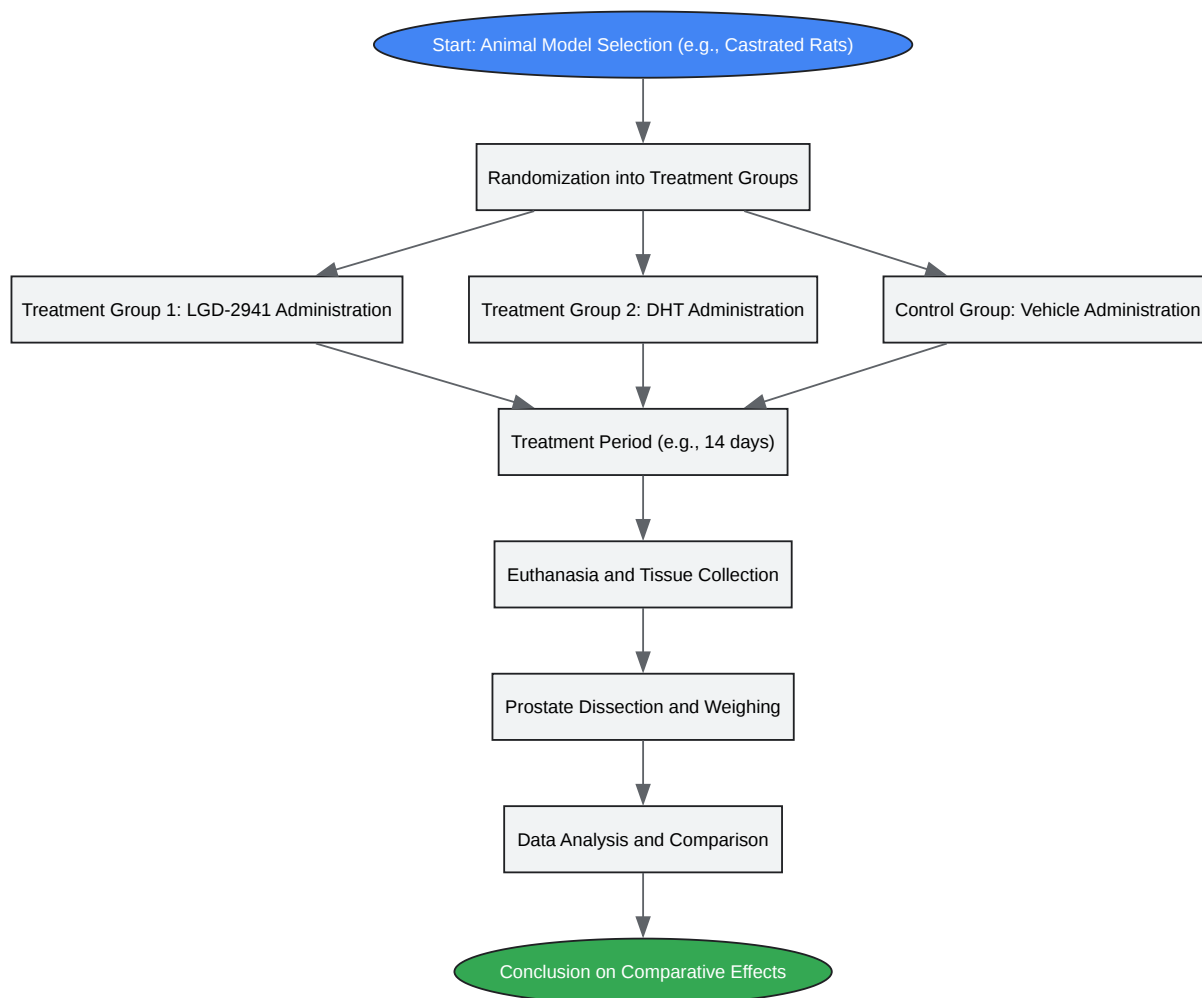 Start: Animal Model Selection (e.g., Castrated Rats)
Randomization into Treatment Groups
Treatment Group 1: LGD-2941 Administration
Treatment Group 2: DHT Administration
Control Group: Vehicle Administration
Treatment Period (e.g., 14 days)
Euthanasia and Tissue Collection
Prostate Dissection and Weighing
Data Analysis and Comparison
Conclusion on Comparative Effects